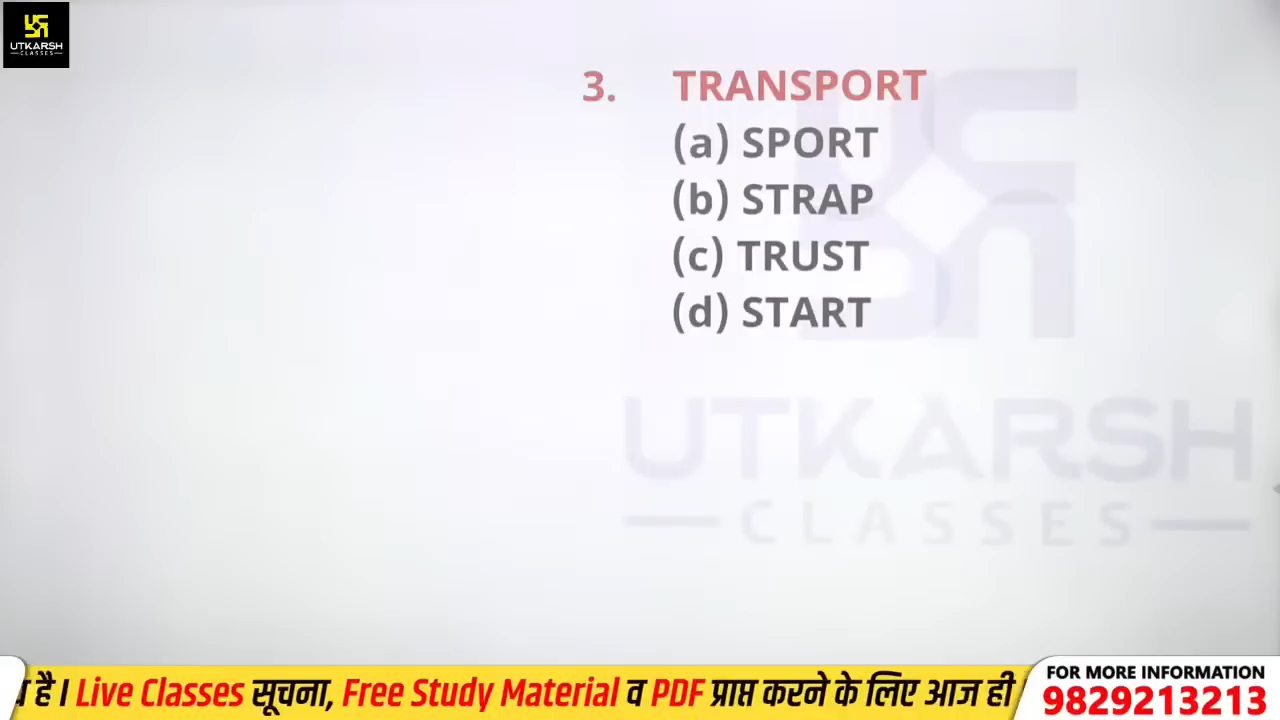 UTKARSH
CLASSES
3. TRANSPORT
(a) SPORT
(b) STRAP
(c) TRUST
(d) START
UTKARSH
CLASSES
है । Live Classes सूचना, Free Study Material व PDF प्राप्त करने के लिए आज ही
FOR MORE INFORMATION
9829213213